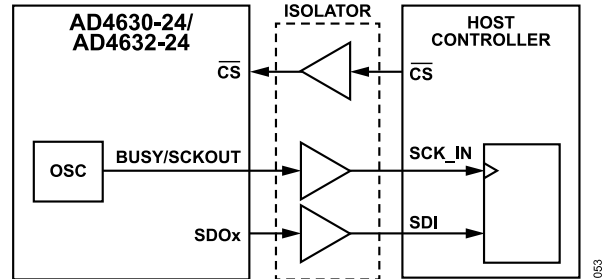 AD4630-24/
AD4632-24
ISOLATOR
HOST
CONTROLLER
CS
CS
OSC
BUSY/SCKOUT
SCK_IN
SDOx
SDI
053